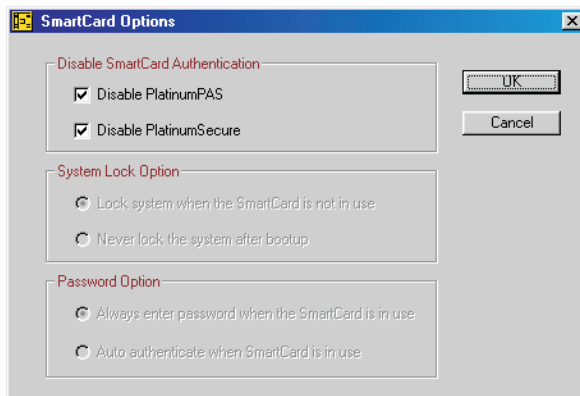 SmartCard Options
Disable SmartCard Authentication
Disable PlatinumPAS
Disable PlatinumSecure
OK
Cancel
System Lock Option
Lock system when the SmartCard is not in use
Never lock the system after bootup
Password Option
Always enter password when the SmartCard is in use
Auto authenticate when SmartCard is in use